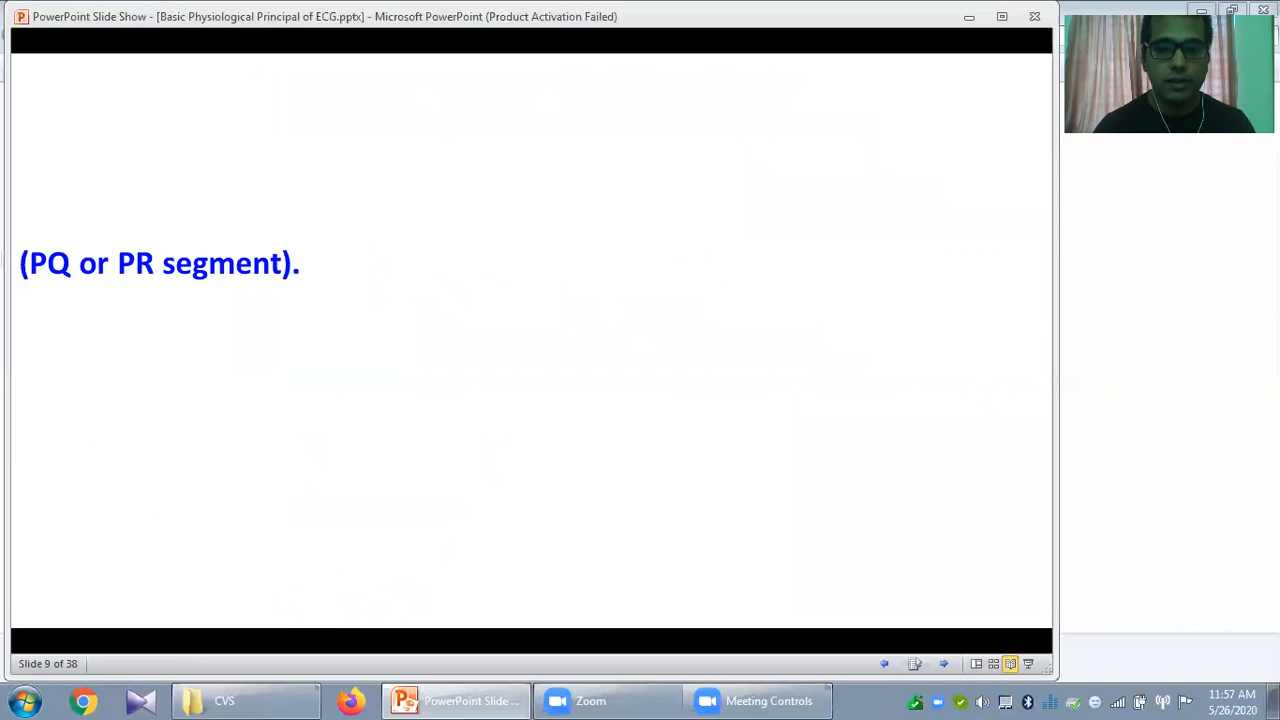 PowerPoint Slide Show - [Basic Physiological Principal of ECG.pptx] - Microsoft PowerPoint (Product Activation Failed)
(PQ or PR segment).
Slide 9 of 38
CVS
PowerPoint Slide ...
Zoom
Meeting Controls
11:57 AM
5/26/2020